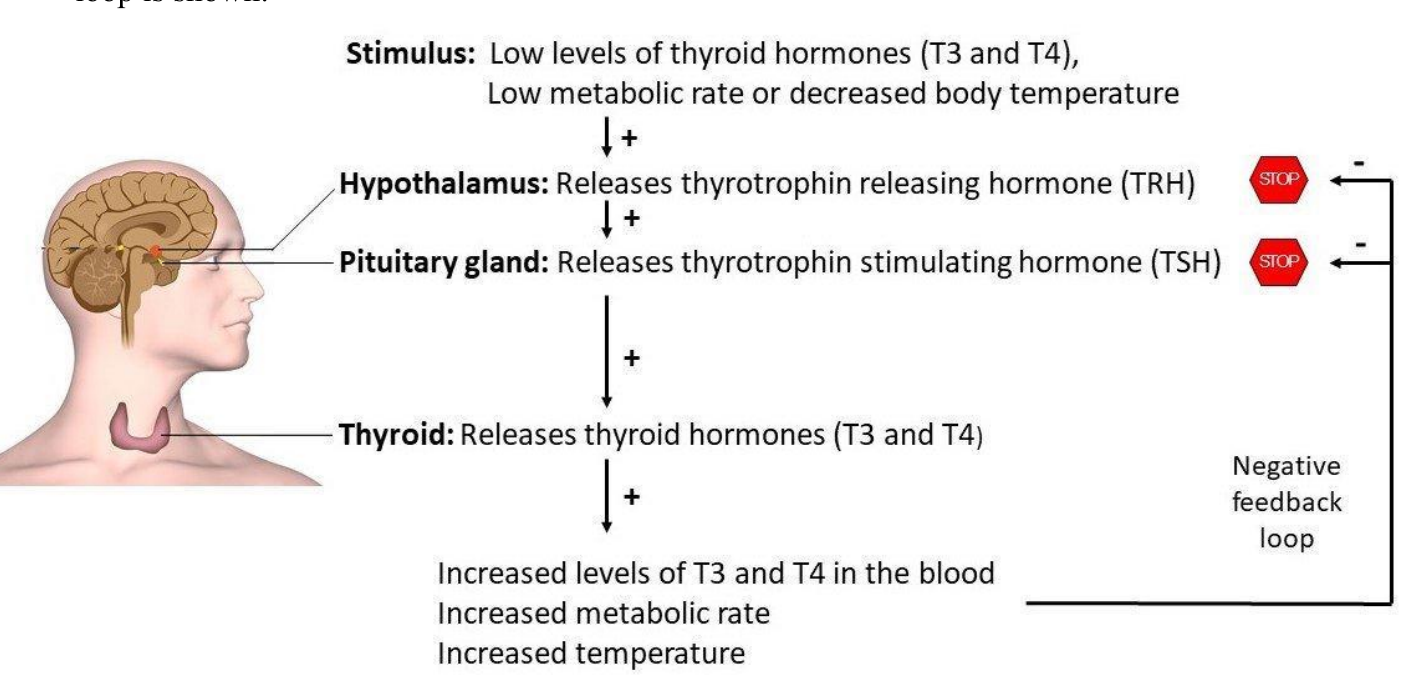 loop is shown.
Stimulus: Low levels of thyroid hormones (T3 and T4),
Low metabolic rate or decreased body temperature
+
Hypothalamus: Releases thyrotrophin releasing hormone (TRH)
STOP
-
+
Pituitary gland: Releases thyrotrophin stimulating hormone (TSH)
STOP
-
+
Thyroid: Releases thyroid hormones (T3 and T4)
+
Negative
feedback
loop
Increased levels of T3 and T4 in the blood
Increased metabolic rate
Increased temperature